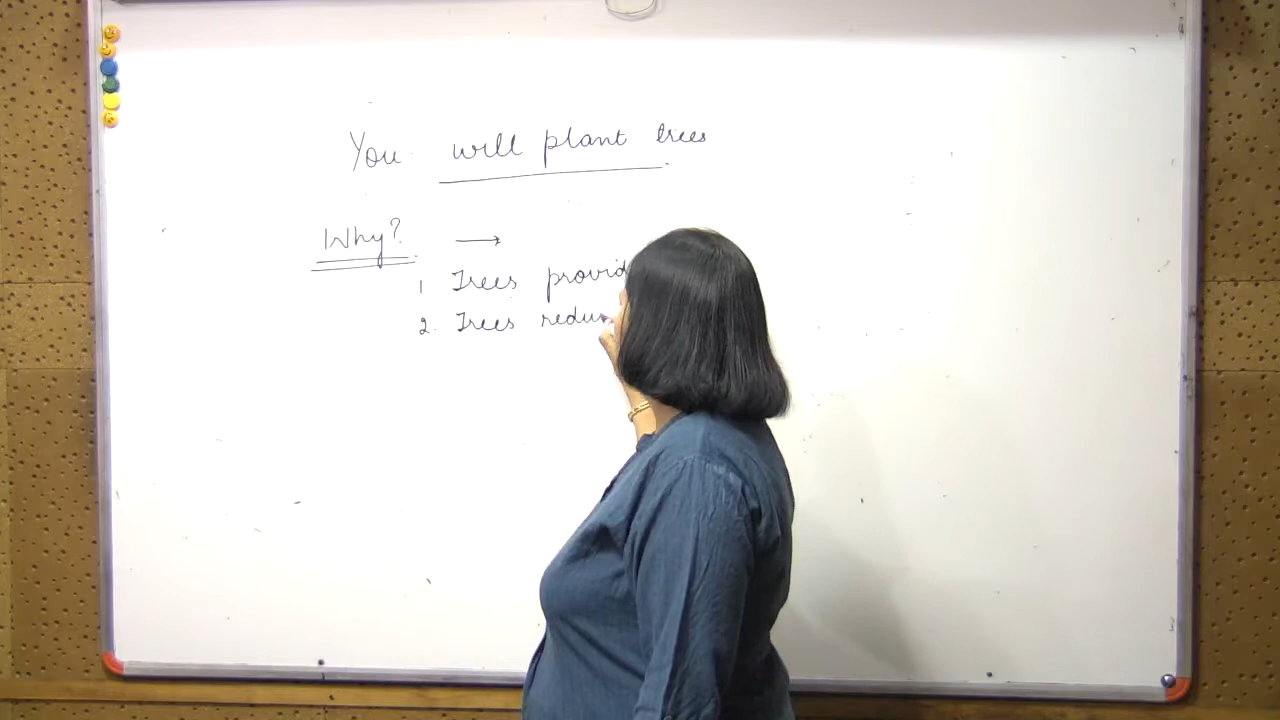 You will plant trees
Why? →
1 Trees provid
2. Trees redu